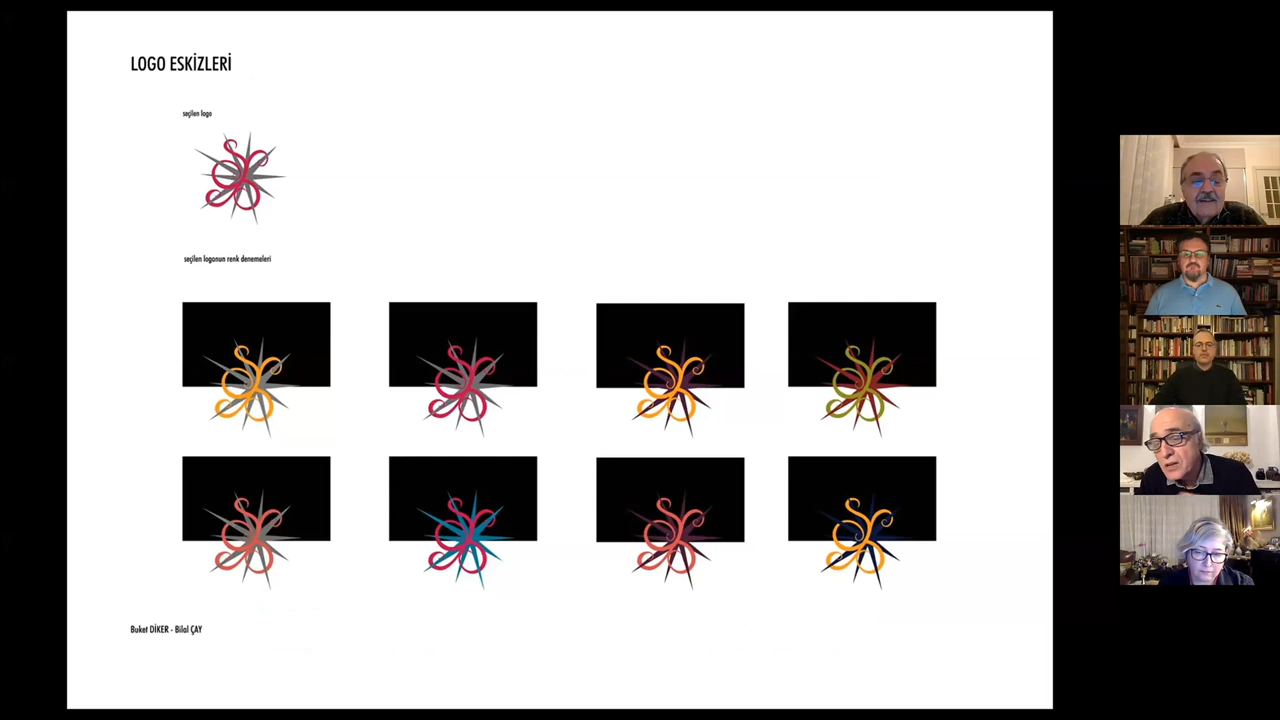 LOGO ESKİZLERİ
seçilen logo
seçilen logonun renk denemeleri
Buket DİKER - Bilal ÇAY